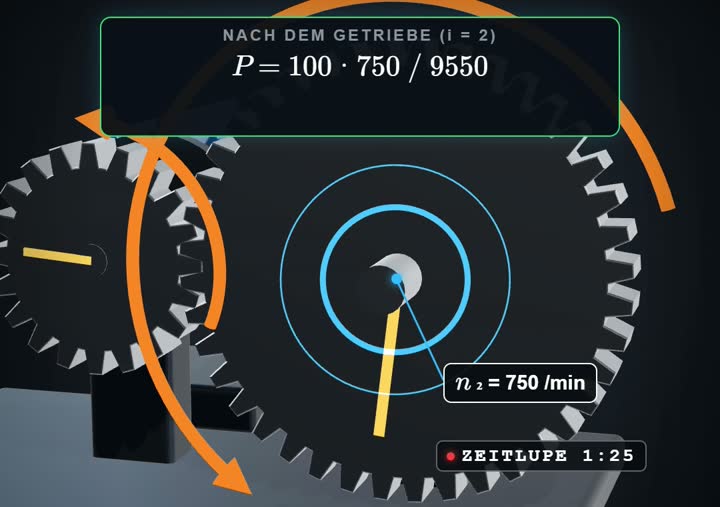 NACH DEM GETRIEBE (i = 2)
P = 100 · 750 / 9550
n₂ = 750 /min
ZEITLUPE 1:25